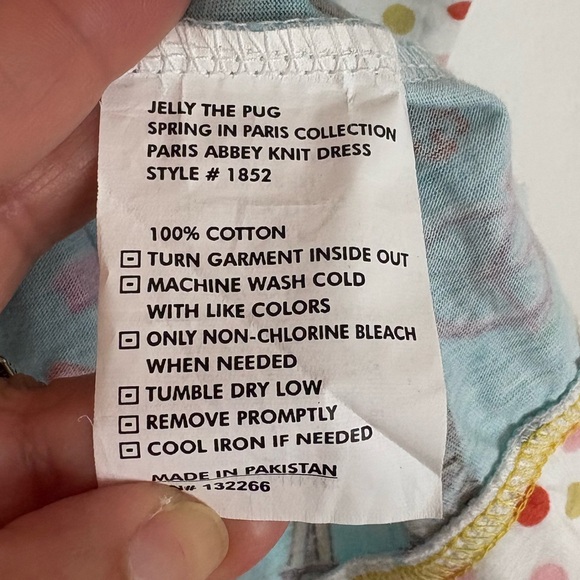 JELLY THE PUG
SPRING IN PARIS COLLECTION
PARIS ABBEY KNIT DRESS
STYLE # 1852
100% COTTON
TURN GARMENT INSIDE OUT
MACHINE WASH COLD
WITH LIKE COLORS
ONLY NON-CHLORINE BLEACH
WHEN NEEDED
TUMBLE DRY LOW
REMOVE PROMPTLY
COOL IRON IF NEEDED
MADE IN PAKISTAN
132266